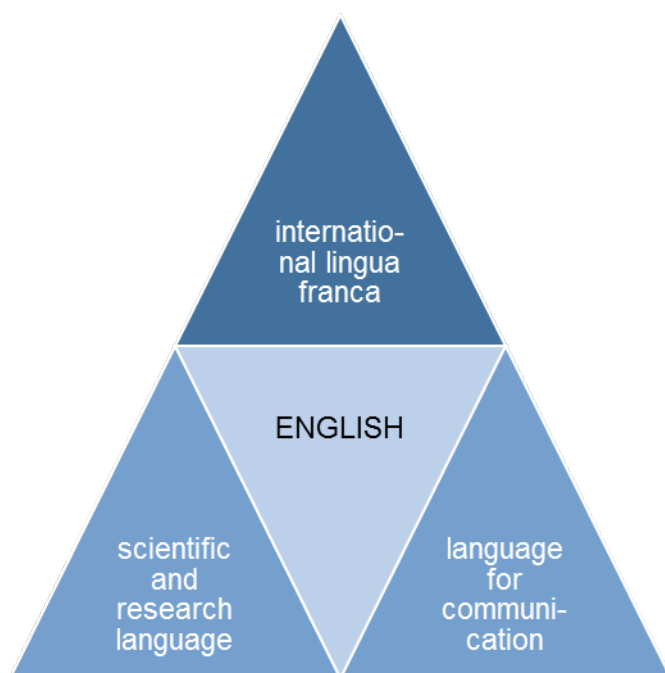 internatio-
nal lingua
franca
ENGLISH
scientific
and
research
language
language
for
communi-
cation